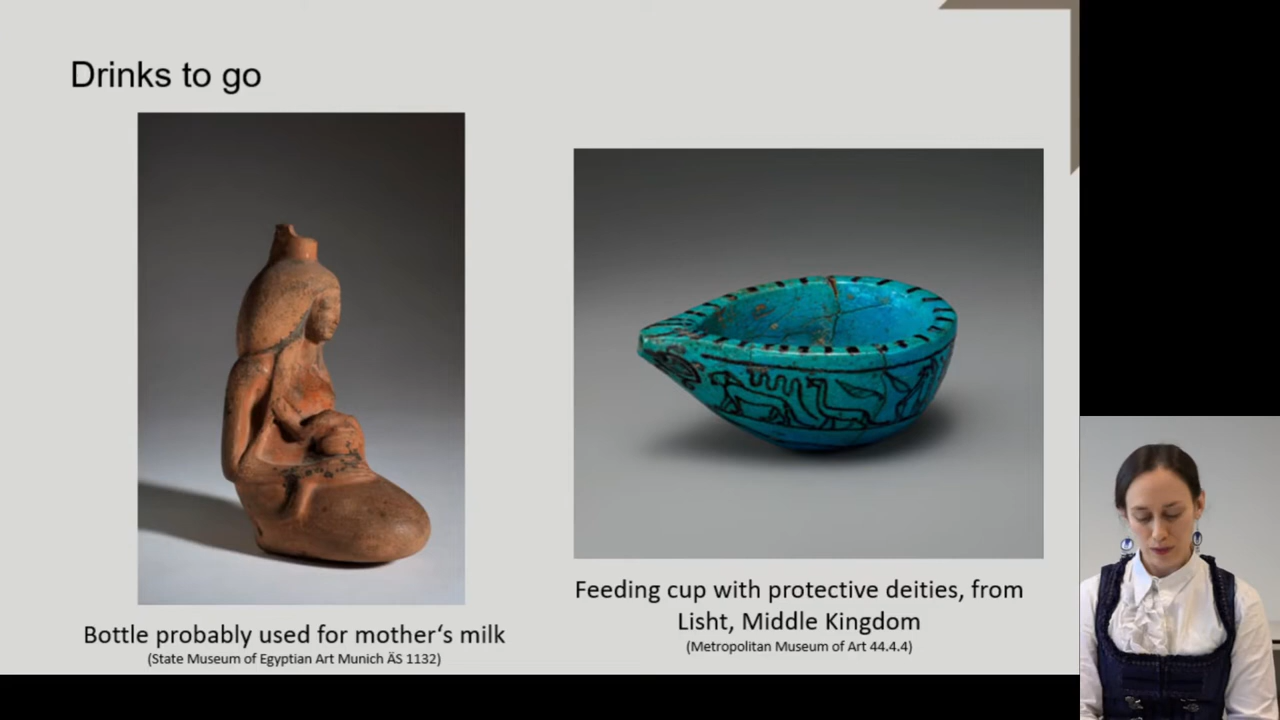 Drinks to go
Bottle probably used for mother‘s milk
(State Museum of Egyptian Art Munich ÄS 1132)
Feeding cup with protective deities, from
Lisht, Middle Kingdom
(Metropolitan Museum of Art 44.4.4)